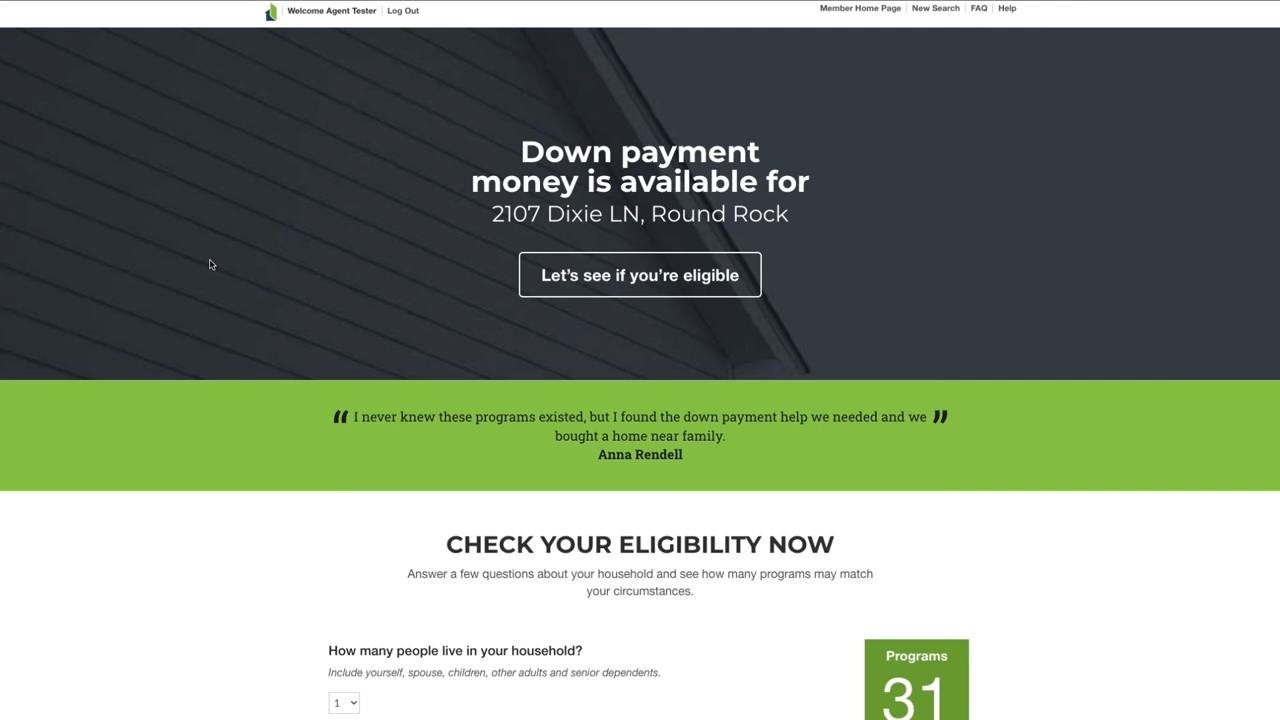 Welcome Agent Tester | Log Out
Member Home Page | New Search | FAQ | Help
Down payment
money is available for
2107 Dixie LN, Round Rock
Let’s see if you’re eligible
“ I never knew these programs existed, but I found the down payment help we needed and we ”
bought a home near family.
Anna Rendell
CHECK YOUR ELIGIBILITY NOW
Answer a few questions about your household and see how many programs may match
your circumstances.
How many people live in your household?
Include yourself, spouse, children, other adults and senior dependents.
1
Programs
31